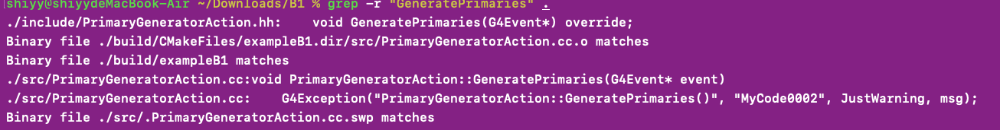 shiyy@shiyydeMacBook-Air ~/Downloads/B1 % grep -r "GeneratePrimaries" .
./include/PrimaryGeneratorAction.hh:    void GeneratePrimaries(G4Event*) override;
Binary file ./build/CMakeFiles/exampleB1.dir/src/PrimaryGeneratorAction.cc.o matches
Binary file ./build/exampleB1 matches
./src/PrimaryGeneratorAction.cc:void PrimaryGeneratorAction::GeneratePrimaries(G4Event* event)
./src/PrimaryGeneratorAction.cc:    G4Exception("PrimaryGeneratorAction::GeneratePrimaries()", "MyCode0002", JustWarning, msg);
Binary file ./src/.PrimaryGeneratorAction.cc.swp matches